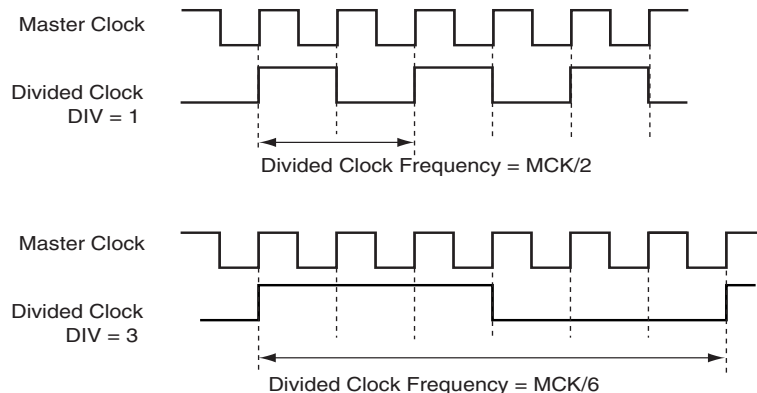 Master Clock
Divided Clock
DIV = 1
Divided Clock Frequency = MCK/2
Master Clock
Divided Clock
DIV = 3
Divided Clock Frequency = MCK/6